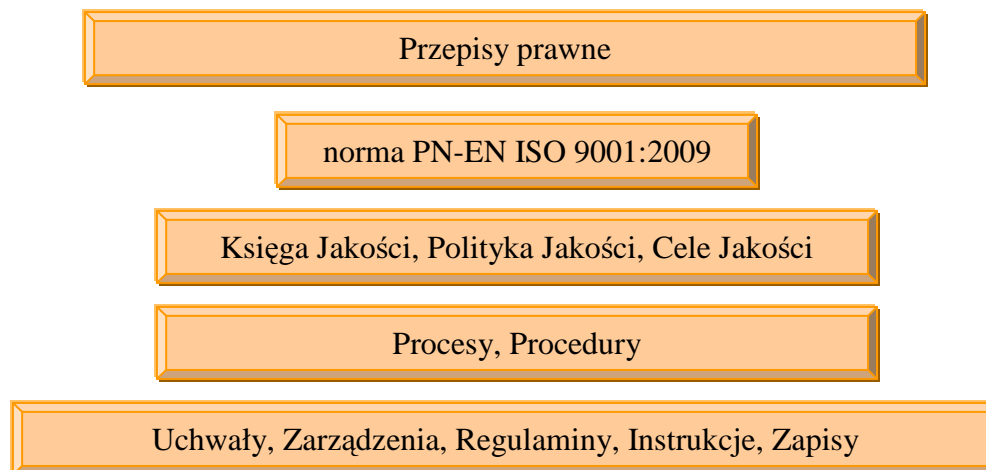 Przepisy prawne
norma PN-EN ISO 9001:2009
Księga Jakości, Polityka Jakości, Cele Jakości
Procesy, Procedury
Uchwały, Zarządzenia, Regulaminy, Instrukcje, Zapisy